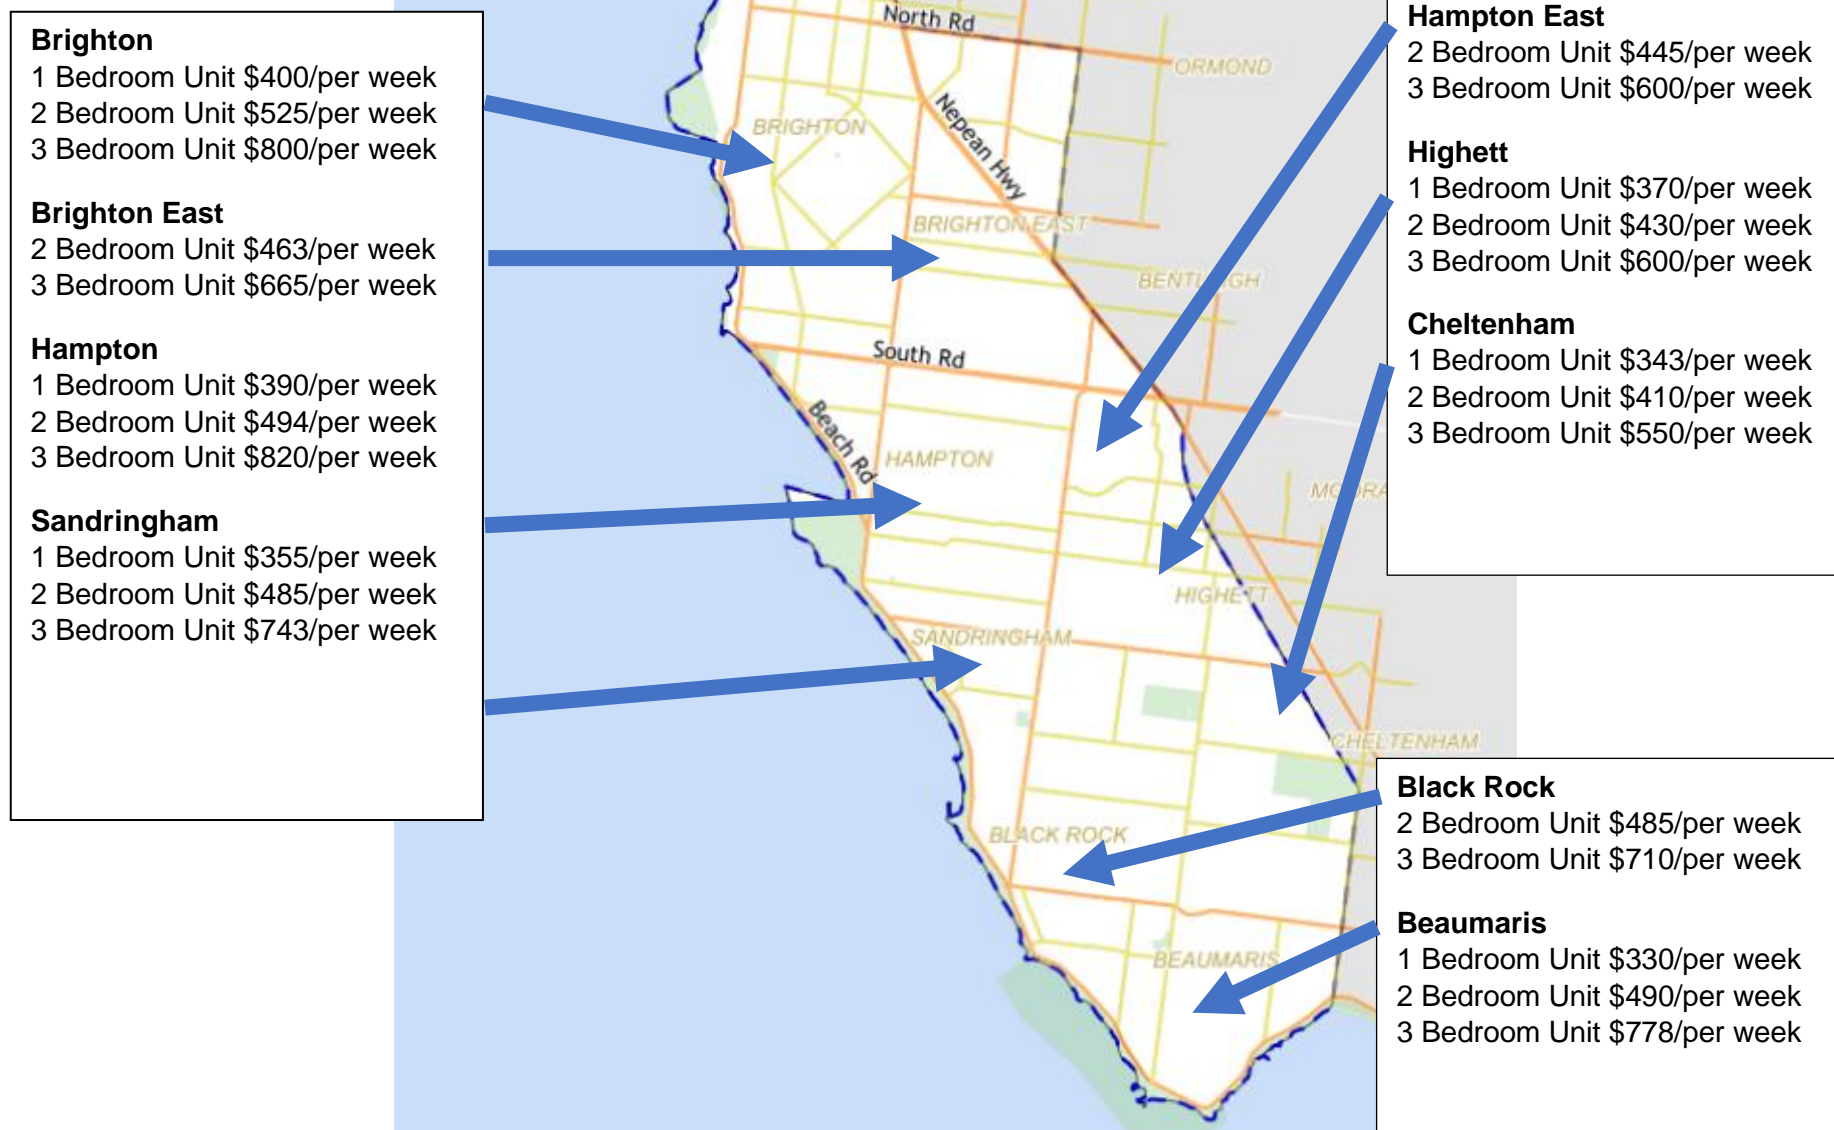 Brighton
1 Bedroom Unit $400/per week
2 Bedroom Unit $525/per week
3 Bedroom Unit $800/per week
Brighton East
2 Bedroom Unit $463/per week
3 Bedroom Unit $665/per week
Hampton
1 Bedroom Unit $390/per week
2 Bedroom Unit $494/per week
3 Bedroom Unit $820/per week
Sandringham
1 Bedroom Unit $355/per week
2 Bedroom Unit $485/per week
3 Bedroom Unit $743/per week
North Rd
ORMOND
Nepean Hwy
BRIGHTON
BRIGHTON EAST
South Rd
Beach Rd
HAMPTON
HIGHETT
SANDRINGHAM
CHELTENHAM
BLACK ROCK
BEAUMARIS
Hampton East
2 Bedroom Unit $445/per week
3 Bedroom Unit $600/per week
Highett
1 Bedroom Unit $370/per week
2 Bedroom Unit $430/per week
3 Bedroom Unit $600/per week
Cheltenham
1 Bedroom Unit $343/per week
2 Bedroom Unit $410/per week
3 Bedroom Unit $550/per week
Black Rock
2 Bedroom Unit $485/per week
3 Bedroom Unit $710/per week
Beaumaris
1 Bedroom Unit $330/per week
2 Bedroom Unit $490/per week
3 Bedroom Unit $778/per week